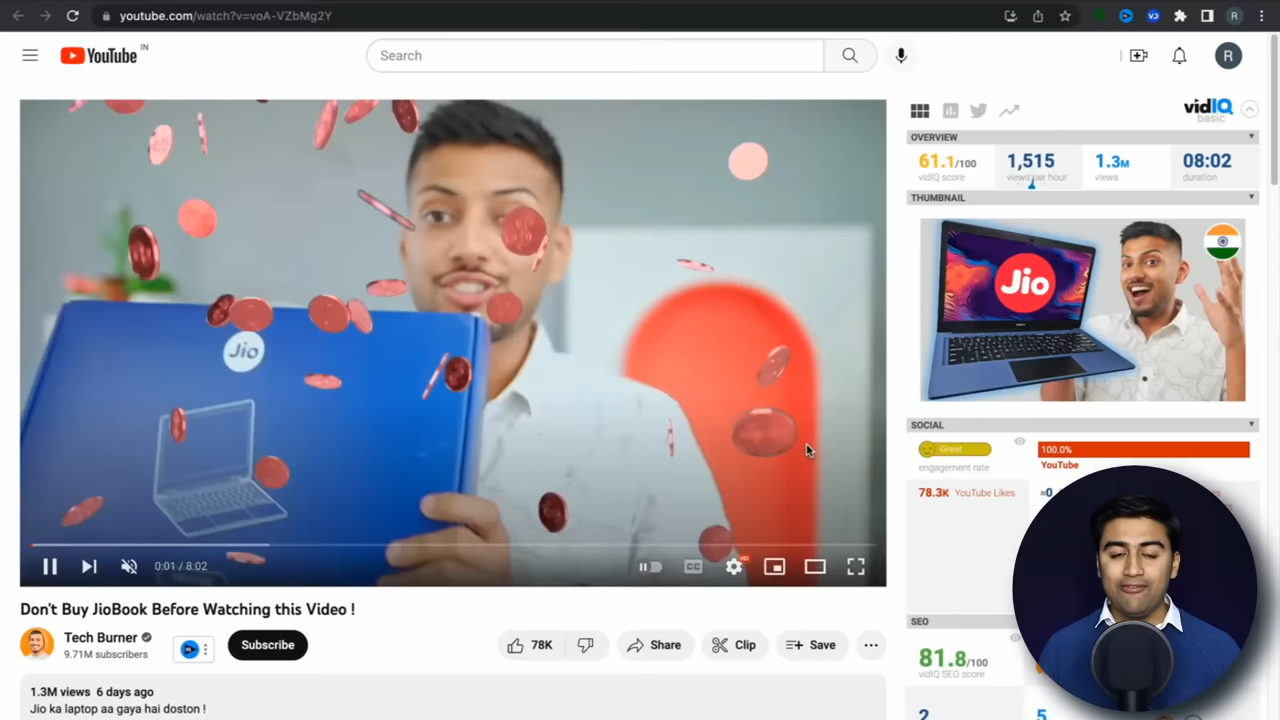 youtube.com/watch?v=voA-VZbMg2Y
R
YouTube IN
Search
R
vidIQ
basic
OVERVIEW
61.1/100
vidIQ score
1,515
views per hour
1.3M
views
08:02
duration
THUMBNAIL
Jio
Jio
SOCIAL
Great
engagement rate
100.0%
YouTube
78.3K YouTube Likes
0:01 / 8:02
CC
HD
Don't Buy JioBook Before Watching this Video !
Tech Burner
9.71M subscribers
Subscribe
78K
Share
Clip
Save
SEO
81.8/100
vidIQ SEO score
2
5
1.3M views 6 days ago
Jio ka laptop aa gaya hai doston !